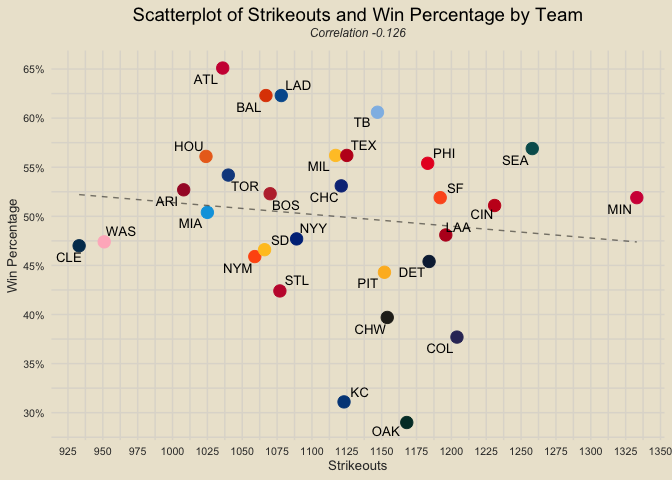 Scatterplot of Strikeouts and Win Percentage by Team
Correlation -0.126
Win Percentage
65%
60%
55%
50%
45%
40%
35%
30%
ATL
LAD
BAL
TB
HOU
TEX
MIL
PHI
SEA
TOR
ARI
BOS
CHC
SF
MIN
MIA
CIN
WAS
SD
NYY
LAA
CLE
NYM
STL
PIT
DET
CHW
COL
KC
OAK
925 950 975 1000 1025 1050 1075 1100 1125 1150 1175 1200 1225 1250 1275 1300 1325 1350
Strikeouts